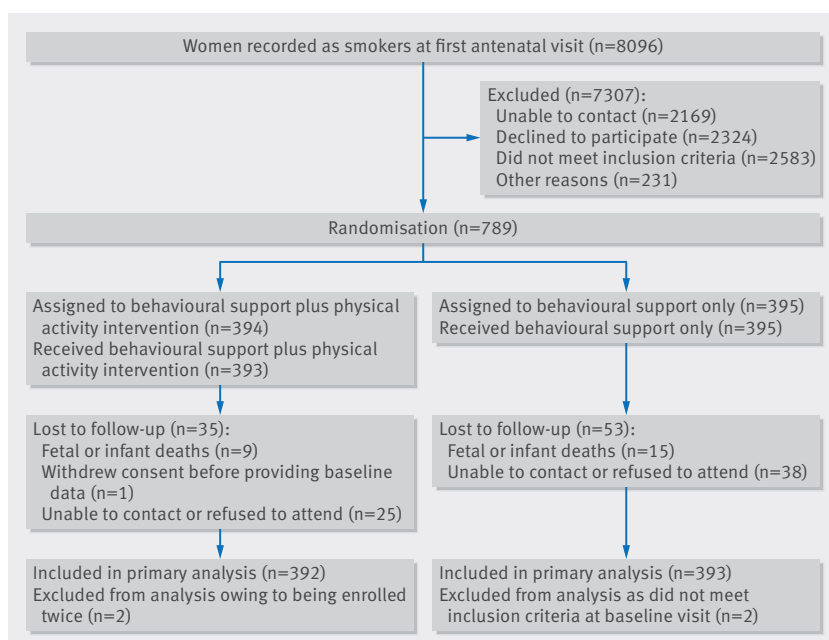 Women recorded as smokers at first antenatal visit (n=8096)
Excluded (n=7307):
Unable to contact (n=2169)
Declined to participate (n=2324)
Did not meet inclusion criteria (n=2583)
Other reasons (n=231)
Randomisation (n=789)
Assigned to behavioural support plus physical
activity intervention (n=394)
Received behavioural support plus physical
activity intervention (n=393)
Assigned to behavioural support only (n=395)
Received behavioural support only (n=395)
Lost to follow-up (n=35):
Fetal or infant deaths (n=9)
Withdrew consent before providing baseline
data (n=1)
Unable to contact or refused to attend (n=25)
Lost to follow-up (n=53):
Fetal or infant deaths (n=15)
Unable to contact or refused to attend (n=38)
Included in primary analysis (n=392)
Excluded from analysis owing to being enrolled
twice (n=2)
Included in primary analysis (n=393)
Excluded from analysis as did not meet
inclusion criteria at baseline visit (n=2)